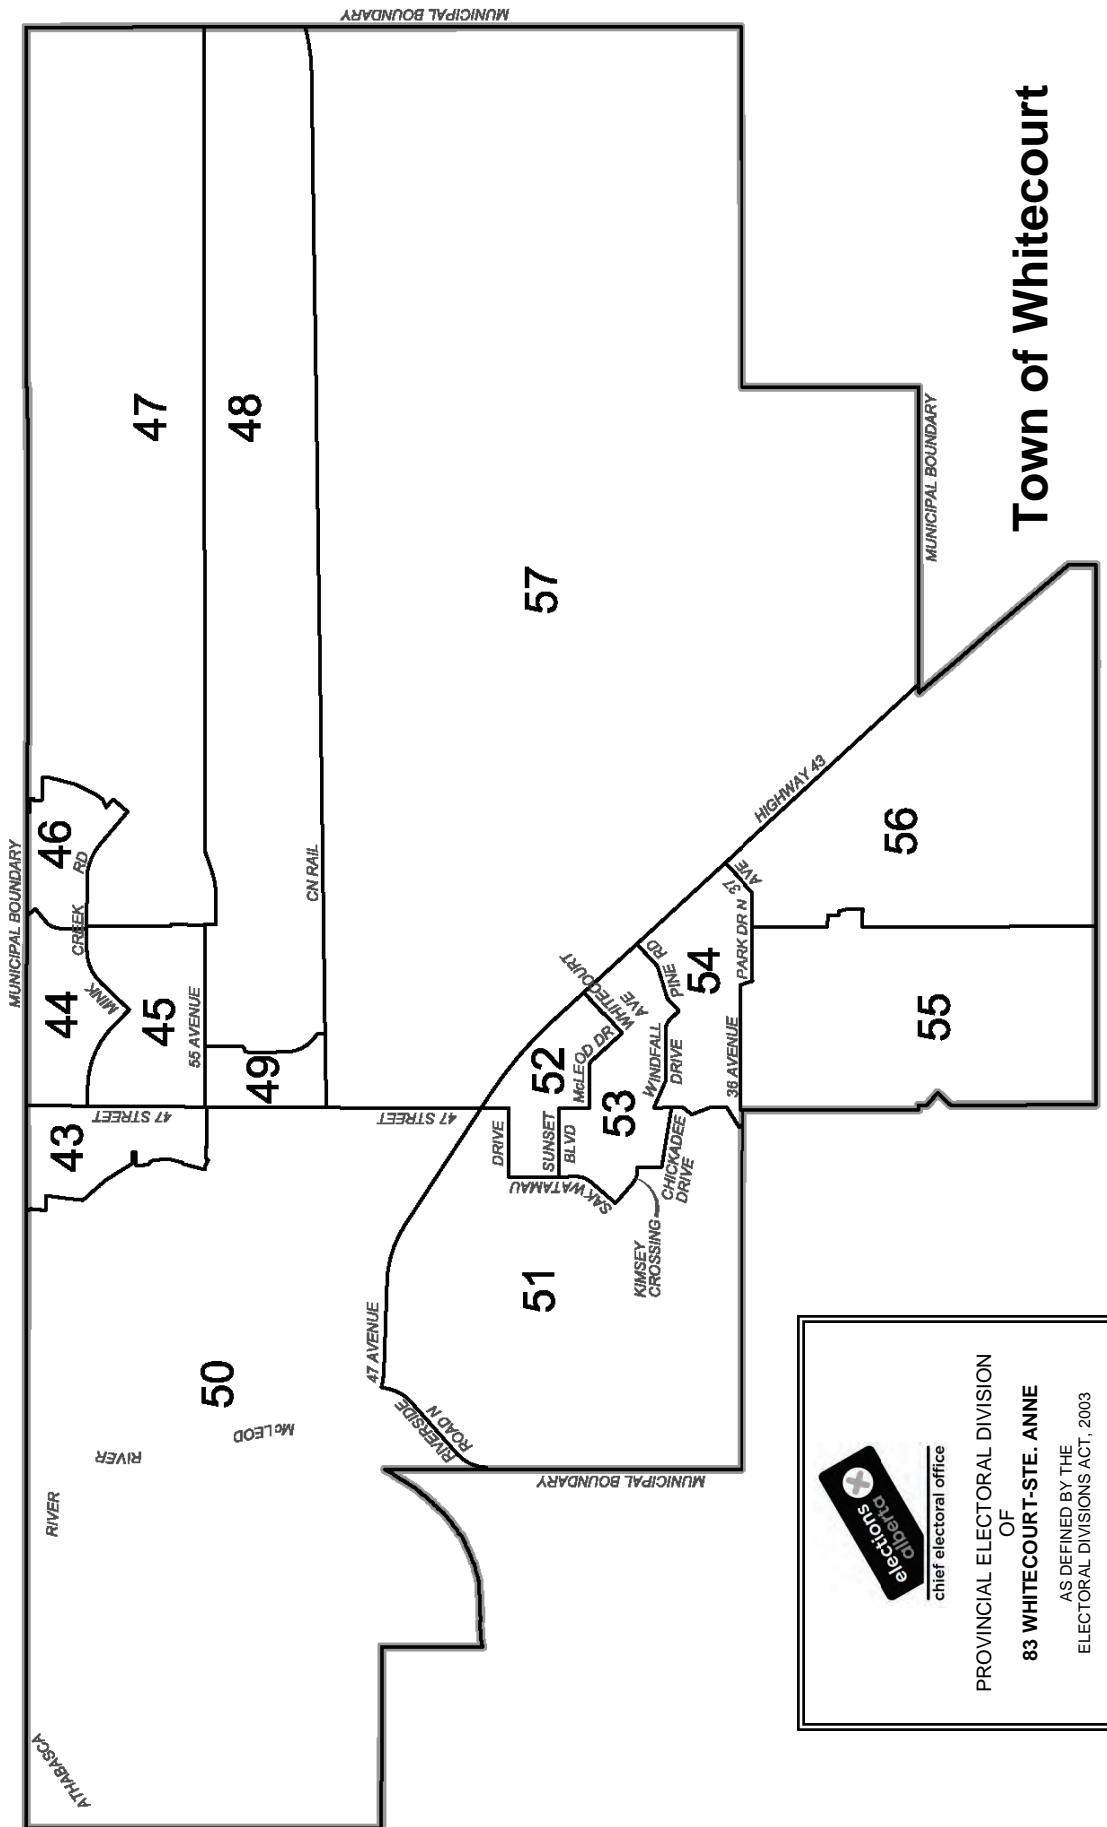 MUNICIPAL BOUNDARY
MUNICIPAL BOUNDARY
ATHABASCA
RIVER
RIVER
McLEOD
43
44
46
45
47
MINK
CREEK
RD
47 STREET
55 AVENUE
50
49
48
CN RAIL
47 STREET
47 AVENUE
RIVERSIDE
ROAD N
MUNICIPAL BOUNDARY
51
57
DRIVE
SAKWATAMAU
SUNSET
BLVD
52
McLEOD DR
WHITECOURT
AVE
53
KIMSEY
CROSSING
CHICKADEE
DRIVE
WINDFALL
DRIVE
PINE RD
54
36 AVENUE
PARK DR N
37
AVE
HIGHWAY 43
55
56
MUNICIPAL BOUNDARY
Town of Whitecourt
elections
alberta
chief electoral office
PROVINCIAL ELECTORAL DIVISION
OF
83 WHITECOURT-STE. ANNE
AS DEFINED BY THE
ELECTORAL DIVISIONS ACT, 2003